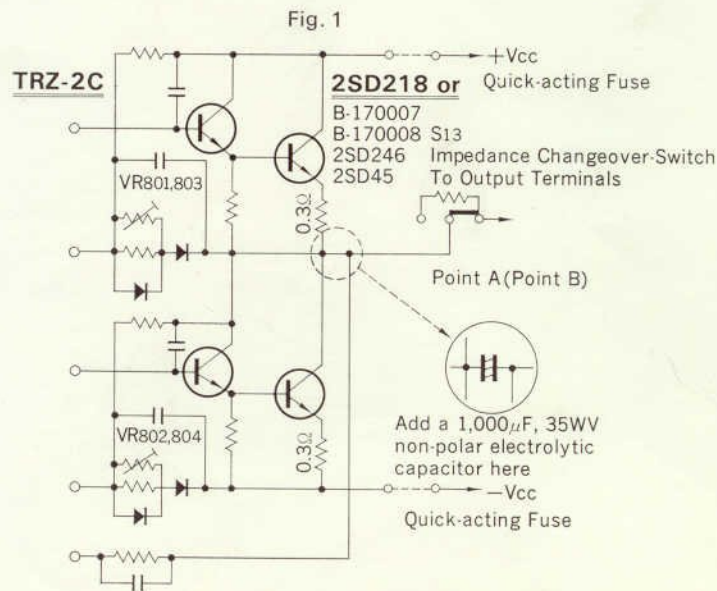 Fig. 1
TRZ-2C
2SD218 or
B-170007
B-170008
2SD246
2SD45
+Vcc
Quick-acting Fuse
S13
Impedance Changeover-Switch
To Output Terminals
VR801,803
0.3Ω
Point A(Point B)
VR802,804
0.3Ω
Add a 1,000μF, 35WV
non-polar electrolytic
capacitor here
−Vcc
Quick-acting Fuse